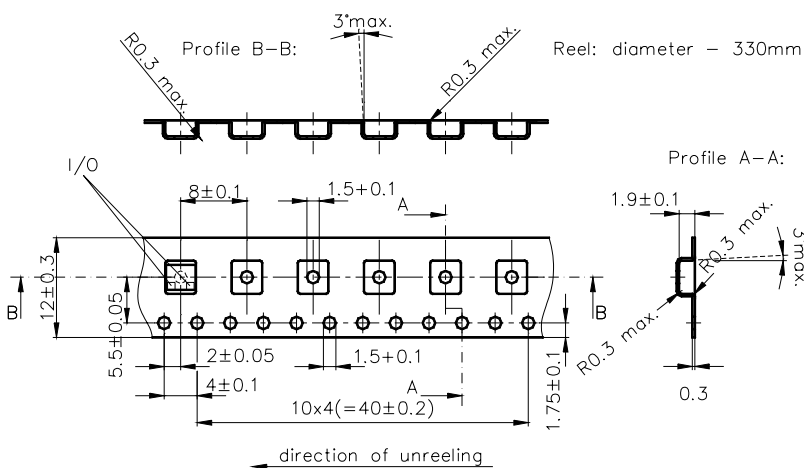 3°max.
R0.3 max.
Profile B-B:
R0.3 max.
Reel: diameter - 330mm
Profile A-A:
I/O
8±0.1
1.5+0.1
A
1.9±0.1
R0.3 max.
3°max.
12±0.3
B
B
5.5±0.05
2±0.05
1.5+0.1
1.75±0.1
R0.3 max.
4±0.1
A
0.3
10x4(=40±0.2)
direction of unreeling